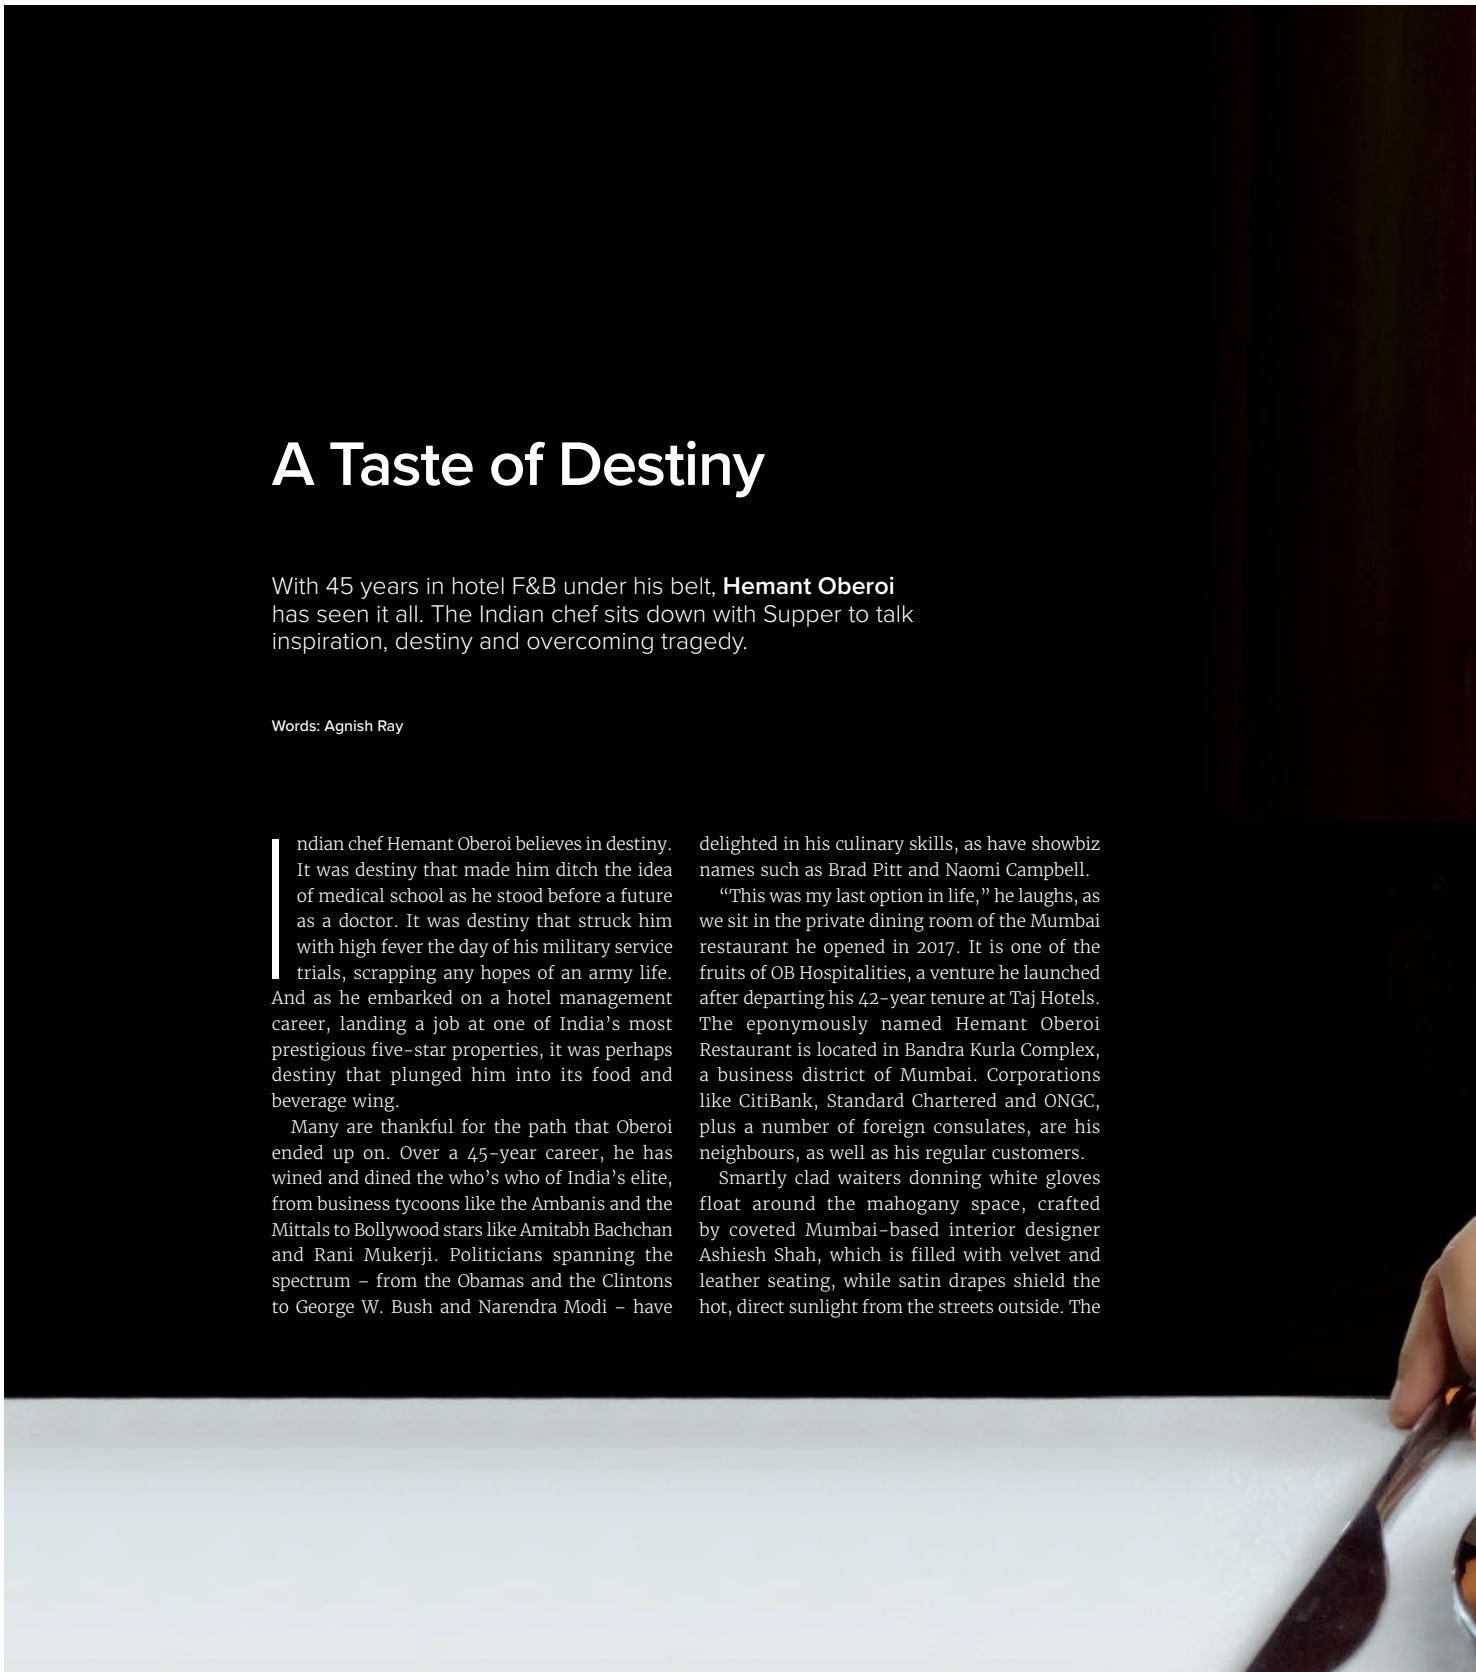 A Taste of Destiny
With 45 years in hotel F&B under his belt, Hemant Oberoi
has seen it all. The Indian chef sits down with Supper to talk
inspiration, destiny and overcoming tragedy.
Words: Agnish Ray
Indian chef Hemant Oberoi believes in destiny.
It was destiny that made him ditch the idea
of medical school as he stood before a future
as a doctor. It was destiny that struck him
with high fever the day of his military service
trials, scrapping any hopes of an army life.
And as he embarked on a hotel management
career, landing a job at one of India’s most
prestigious five-star properties, it was perhaps
destiny that plunged him into its food and
beverage wing.
Many are thankful for the path that Oberoi
ended up on. Over a 45-year career, he has
wined and dined the who’s who of India’s elite,
from business tycoons like the Ambanis and the
Mittals to Bollywood stars like Amitabh Bachchan
and Rani Mukerji. Politicians spanning the
spectrum – from the Obamas and the Clintons
to George W. Bush and Narendra Modi – have
delighted in his culinary skills, as have showbiz
names such as Brad Pitt and Naomi Campbell.
“This was my last option in life,” he laughs, as
we sit in the private dining room of the Mumbai
restaurant he opened in 2017. It is one of the
fruits of OB Hospitalities, a venture he launched
after departing his 42-year tenure at Taj Hotels.
The eponymously named Hemant Oberoi
Restaurant is located in Bandra Kurla Complex,
a business district of Mumbai. Corporations
like CitiBank, Standard Chartered and ONGC,
plus a number of foreign consulates, are his
neighbours, as well as his regular customers.
Smartly clad waiters donning white gloves
float around the mahogany space, crafted
by coveted Mumbai-based interior designer
Ashiesh Shah, which is filled with velvet and
leather seating, while satin drapes shield the
hot, direct sunlight from the streets outside. The